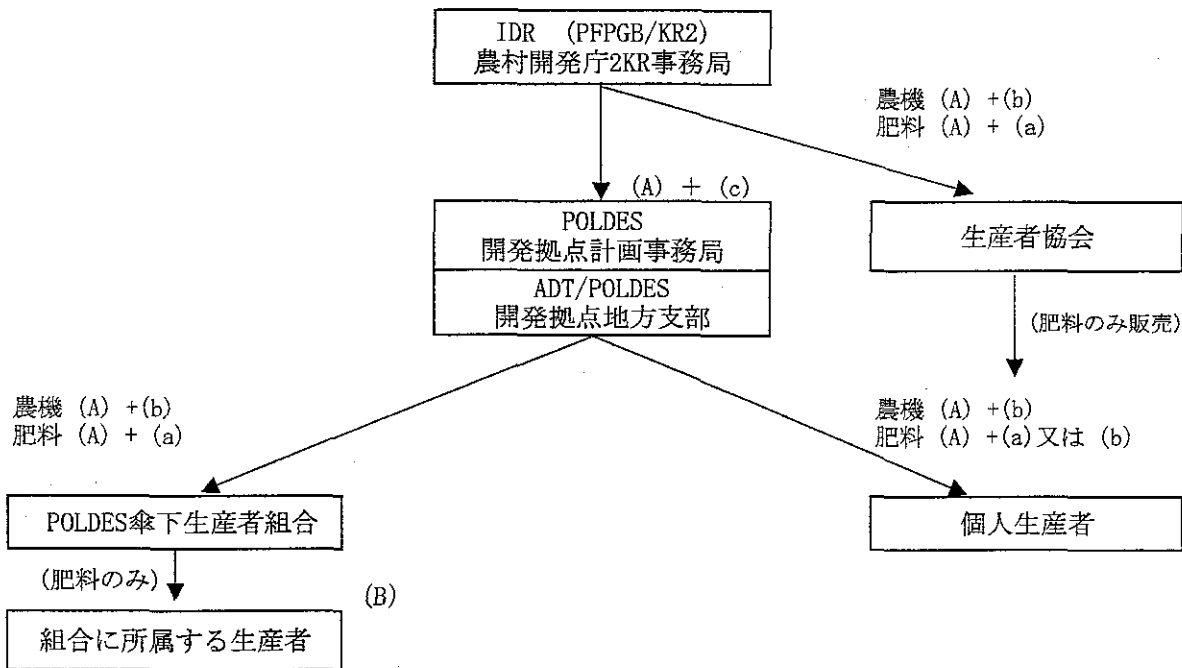 IDR (PFPGB/KR2)
農村開発庁2KR事務局
農機 (A) +(b)
肥料 (A) + (a)
(A) + (c)
POLDES
開発拠点計画事務局
ADT/POLDES
開発拠点地方支部
生産者協会
(肥料のみ販売)
農機 (A) +(b)
肥料 (A) + (a)
農機 (A) +(b)
肥料 (A) +(a)又は (b)
POLDES傘下生産者組合
個人生産者
(肥料のみ)
(B)
組合に所属する生産者